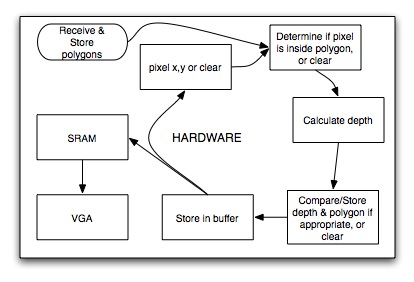 Receive &
Store
polygons
pixel x,y or clear
Determine if pixel
is inside polygon,
or clear
Calculate depth
HARDWARE
SRAM
VGA
Store in buffer
Compare/Store
depth & polygon if
appropriate, or
clear